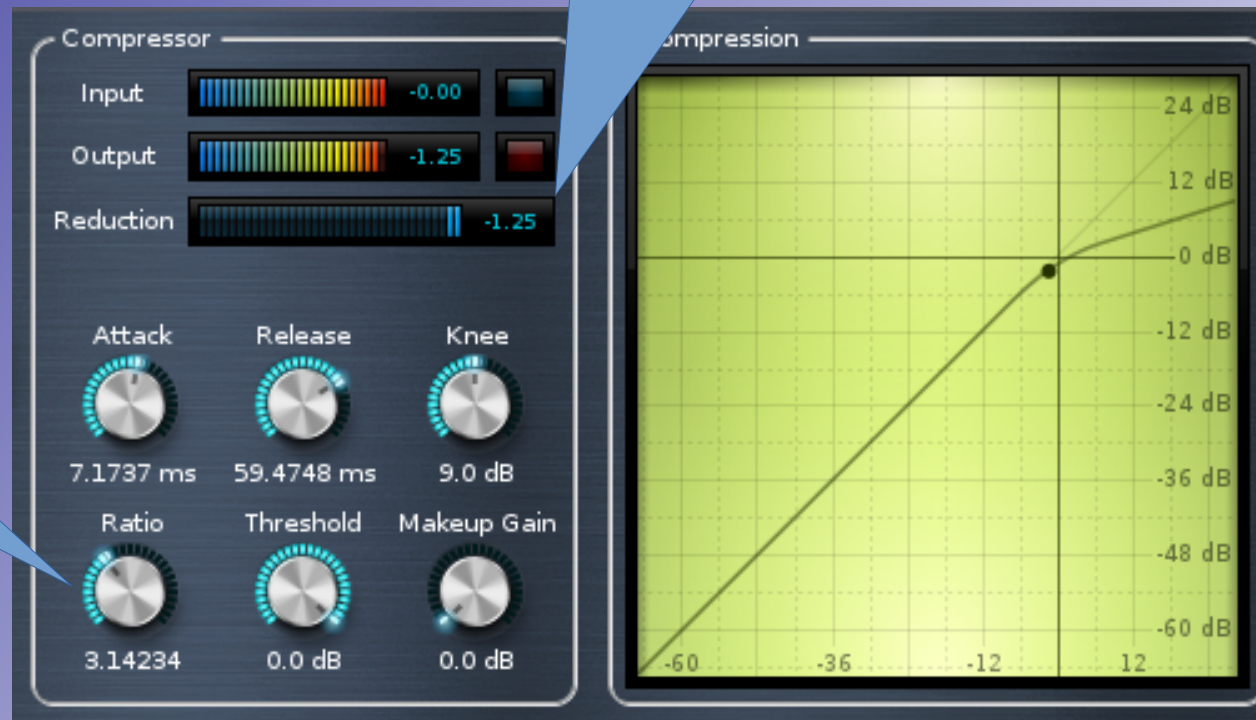 Compressor
Input -0.00
Output -1.25
Reduction -1.25
Attack Release Knee
7.1737 ms 59.4748 ms 9.0 dB
Ratio Threshold Makeup Gain
3.14234 0.0 dB 0.0 dB
ompression
24 dB
12 dB
0 dB
-12 dB
-24 dB
-36 dB
-48 dB
-60 dB
-60 -36 -12 12